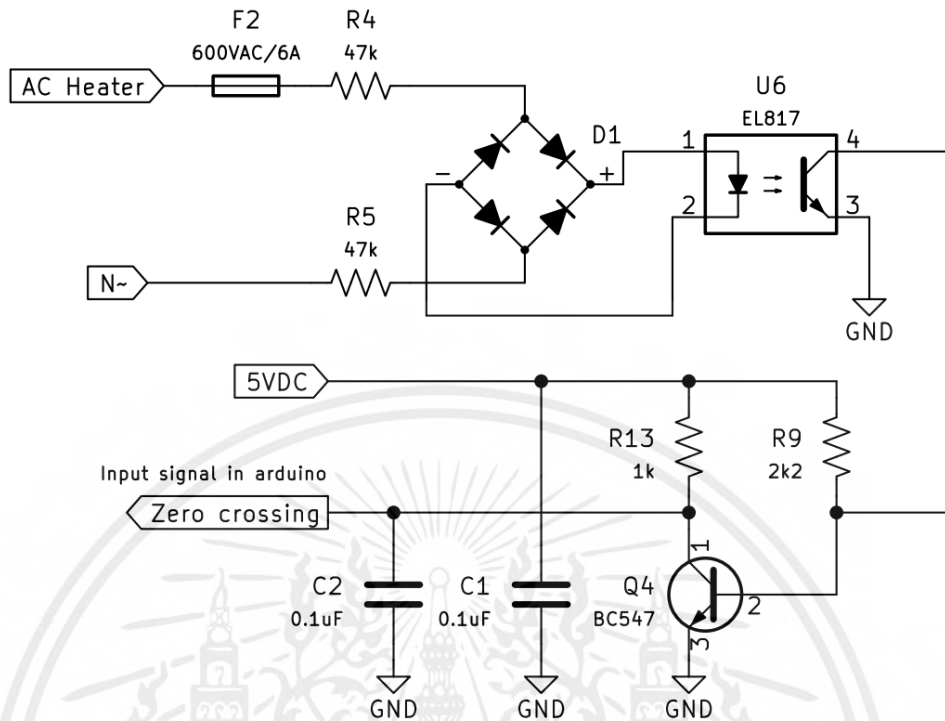 F2
600VAC/6A
R4
47k
AC Heater
U6
EL817
D1
1
4
-
+
2
3
R5
47k
N~
GND
5VDC
R13
1k
R9
2k2
Input signal in arduino
Zero crossing
C2
0.1uF
C1
0.1uF
Q4
BC547
1
2
3
GND
GND
GND